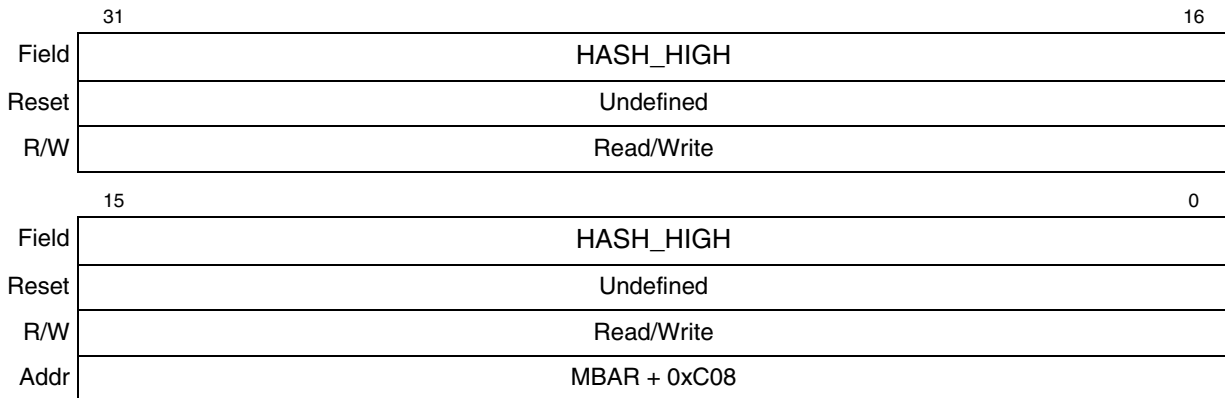 31 16
Field HASH_HIGH
Reset Undefined
R/W Read/Write
15 0
Field HASH_HIGH
Reset Undefined
R/W Read/Write
Addr MBAR + 0xC08